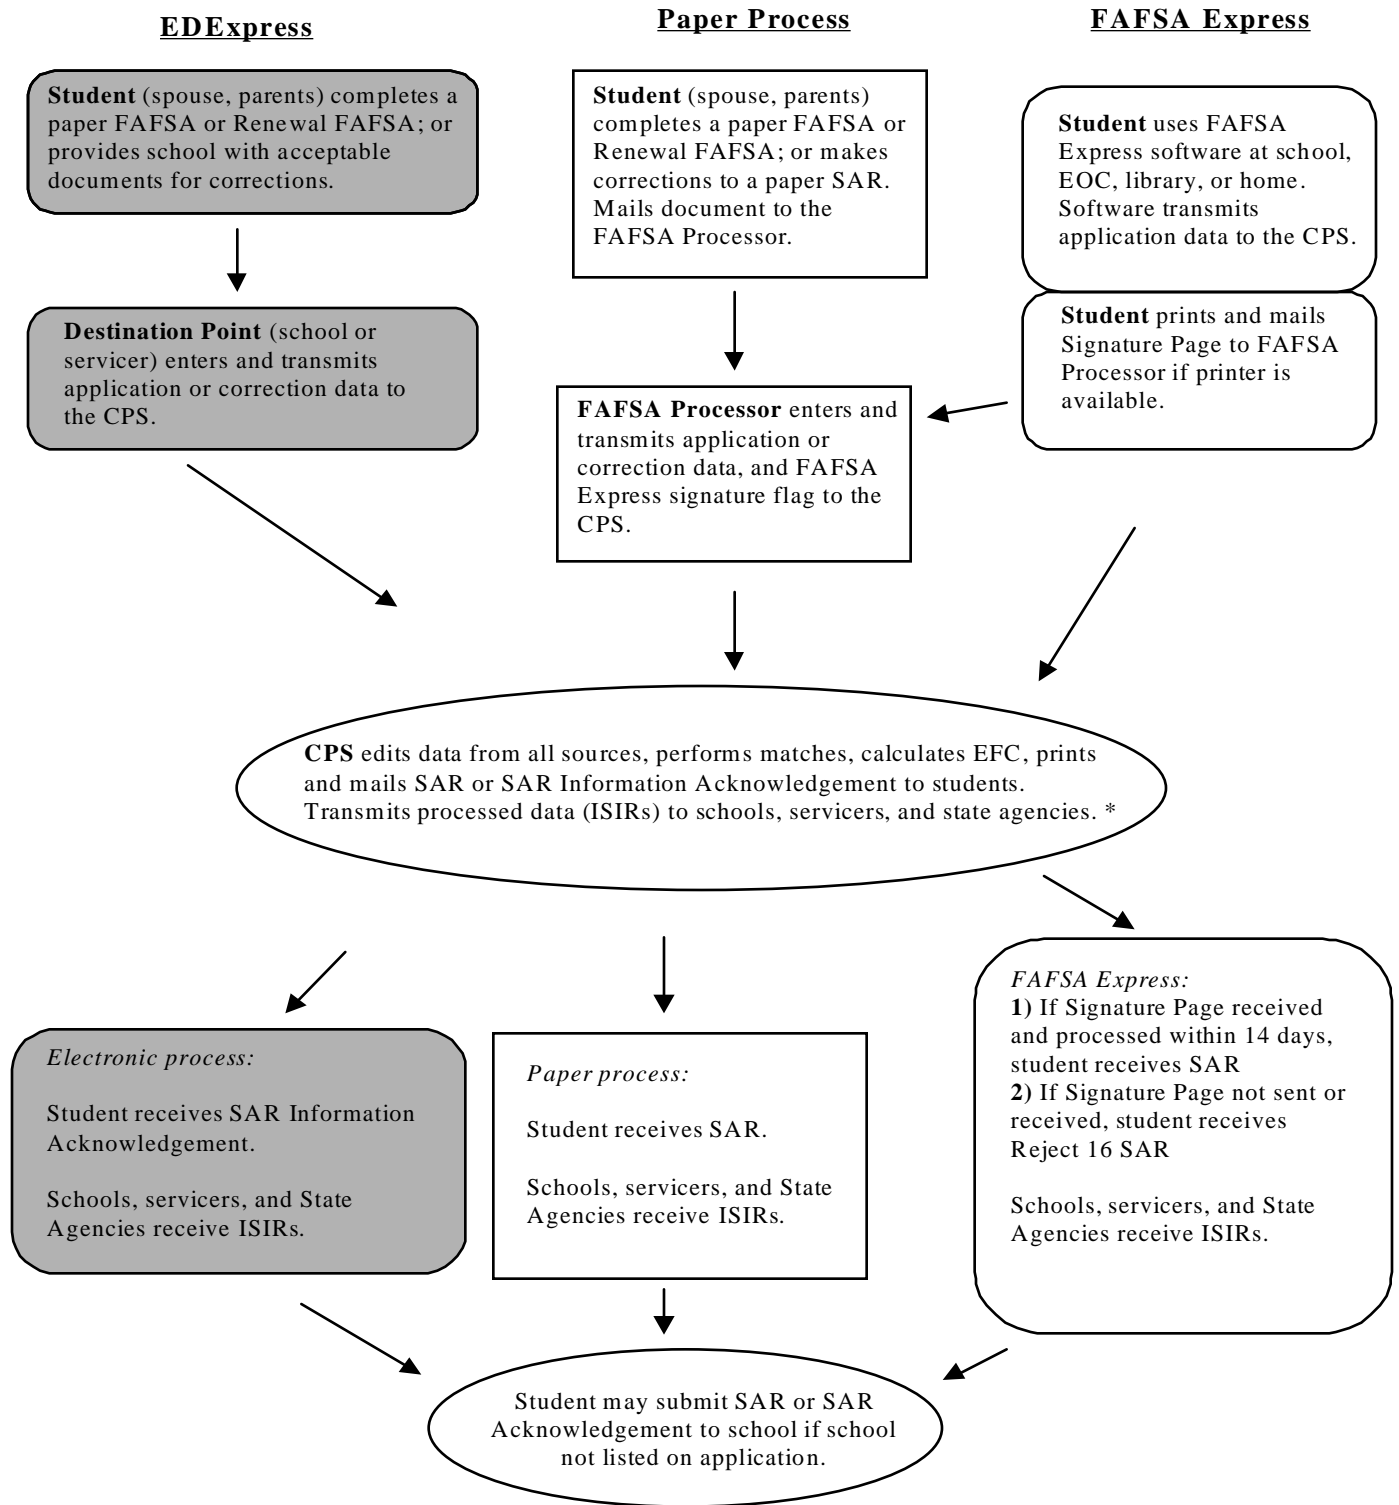 EDExpress
Paper Process
FAFSA Express
Student (spouse, parents) completes a
paper FAFSA or Renewal FAFSA; or
provides school with acceptable
documents for corrections.
Student (spouse, parents)
completes a paper FAFSA or
Renewal FAFSA; or makes
corrections to a paper SAR.
Mails document to the
FAFSA Processor.
Student uses FAFSA
Express software at school,
EOC, library, or home.
Software transmits
application data to the CPS.
Destination Point (school or
servicer) enters and transmits
application or correction data to
the CPS.
Student prints and mails
Signature Page to FAFSA
Processor if printer is
available.
FAFSA Processor enters and
transmits application or
correction data, and FAFSA
Express signature flag to the
CPS.
CPS edits data from all sources, performs matches, calculates EFC, prints
and mails SAR or SAR Information Acknowledgement to students.
Transmits processed data (ISIRs) to schools, servicers, and state agencies. *
Electronic process:
Student receives SAR Information
Acknowledgement.
Schools, servicers, and State
Agencies receive ISIRs.
Paper process:
Student receives SAR.
Schools, servicers, and State
Agencies receive ISIRs.
FAFSA Express:
1) If Signature Page received
and processed within 14 days,
student receives SAR
2) If Signature Page not sent or
received, student receives
Reject 16 SAR
Schools, servicers, and State
Agencies receive ISIRs.
Student may submit SAR or SAR
Acknowledgement to school if school
not listed on application.